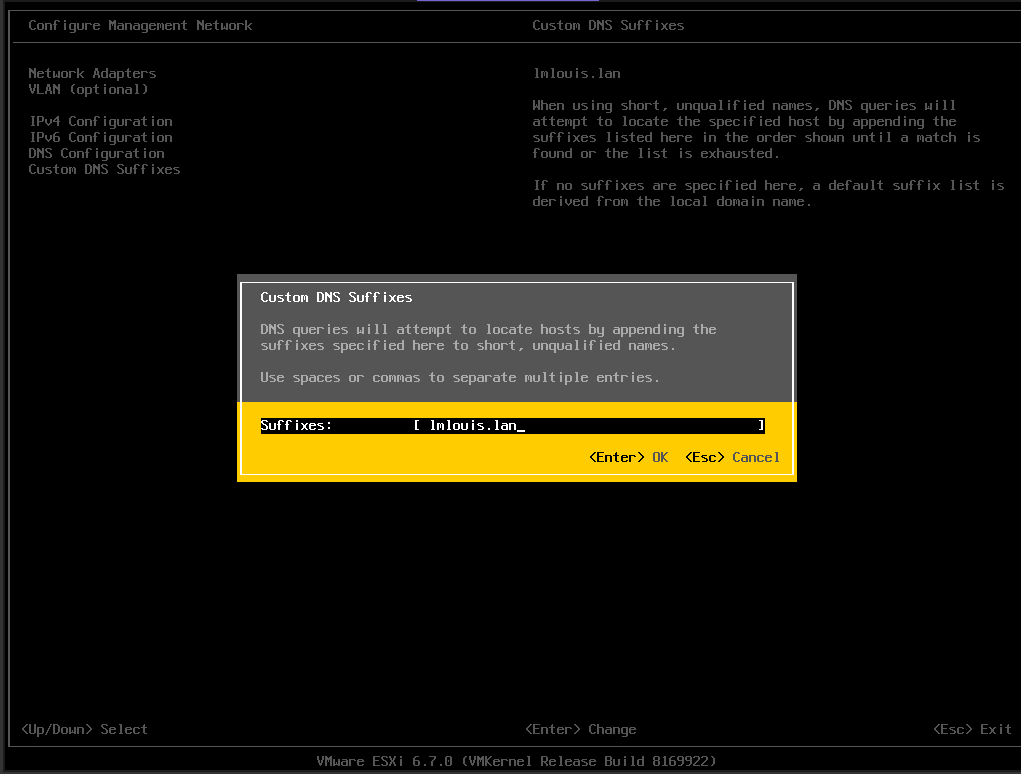 Configure Management Network
Custom DNS Suffixes
Network Adapters
VLAN (optional)
IPv4 Configuration
IPv6 Configuration
DNS Configuration
Custom DNS Suffixes
lmlouis.lan
When using short, unqualified names, DNS queries will
attempt to locate the specified host by appending the
suffixes listed here in the order shown until a match is
found or the list is exhausted.
If no suffixes are specified here, a default suffix list is
derived from the local domain name.
Custom DNS Suffixes
DNS queries will attempt to locate hosts by appending the
suffixes specified here to short, unqualified names.
Use spaces or commas to separate multiple entries.
Suffixes: [ lmlouis.lan_ ]
<Enter> OK <Esc> Cancel
<Up/Down> Select <Enter> Change <Esc> Exit
VMware ESXi 6.7.0 (VMKernel Release Build 8169922)